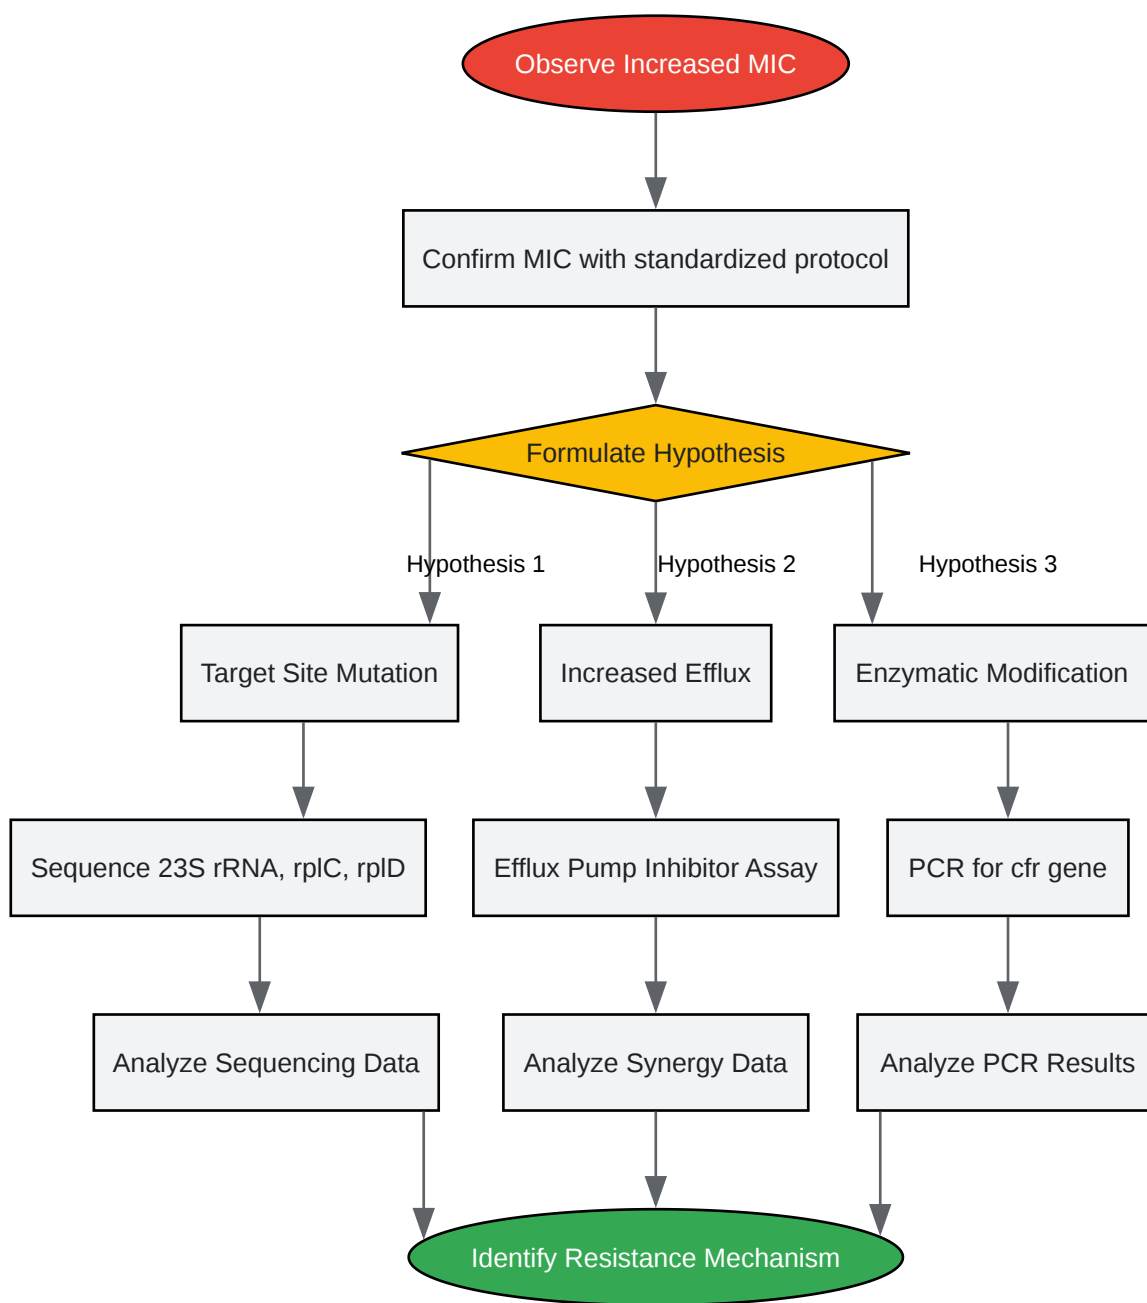 Observe Increased MIC
Confirm MIC with standardized protocol
Formulate Hypothesis
Hypothesis 1
Hypothesis 2
Hypothesis 3
Target Site Mutation
Increased Efflux
Enzymatic Modification
Sequence 23S rRNA, rplC, rplD
Efflux Pump Inhibitor Assay
PCR for cfr gene
Analyze Sequencing Data
Analyze Synergy Data
Analyze PCR Results
Identify Resistance Mechanism